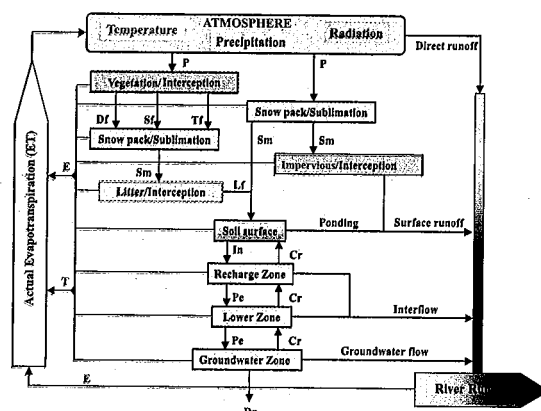 ATMOSPHERE
Temperature
Precipitation
Radiation
Direct runoff
P
P
Vegetation/Interception
Df
Sf
Tf
Snow pack/Sublimation
Snow pack/Sublimation
Sm
Sm
Impervious/Interception
Sm
E
Litter/Interception
Lf
Actual Evapotranspiration (ET)
Soil surface
Ponding
Surface runoff
In
Cr
T
Recharge Zone
Pe
Cr
Lower Zone
Interflow
Pe
Cr
Groundwater Zone
Groundwater flow
E
River